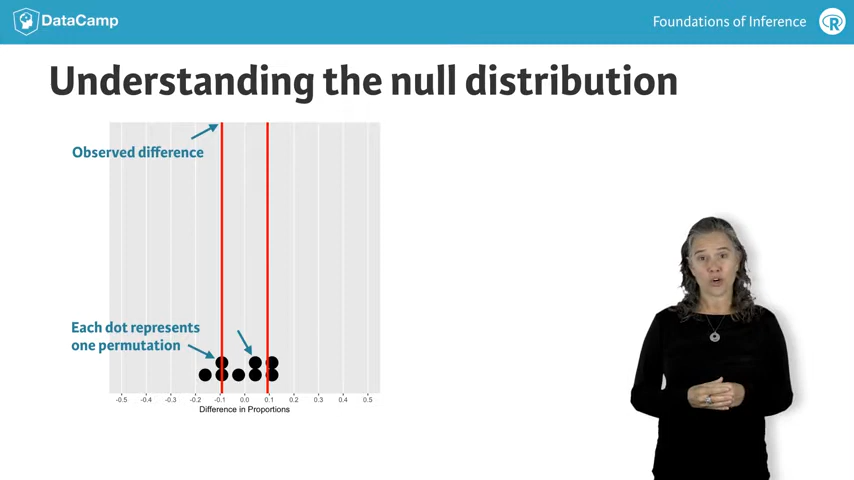 DataCamp
Foundations of Inference
R
Understanding the null distribution
Observed difference
Each dot represents
one permutation
-0.5 -0.4 -0.3 -0.2 -0.1 0.0 0.1 0.2 0.3 0.4 0.5
Difference in Proportions